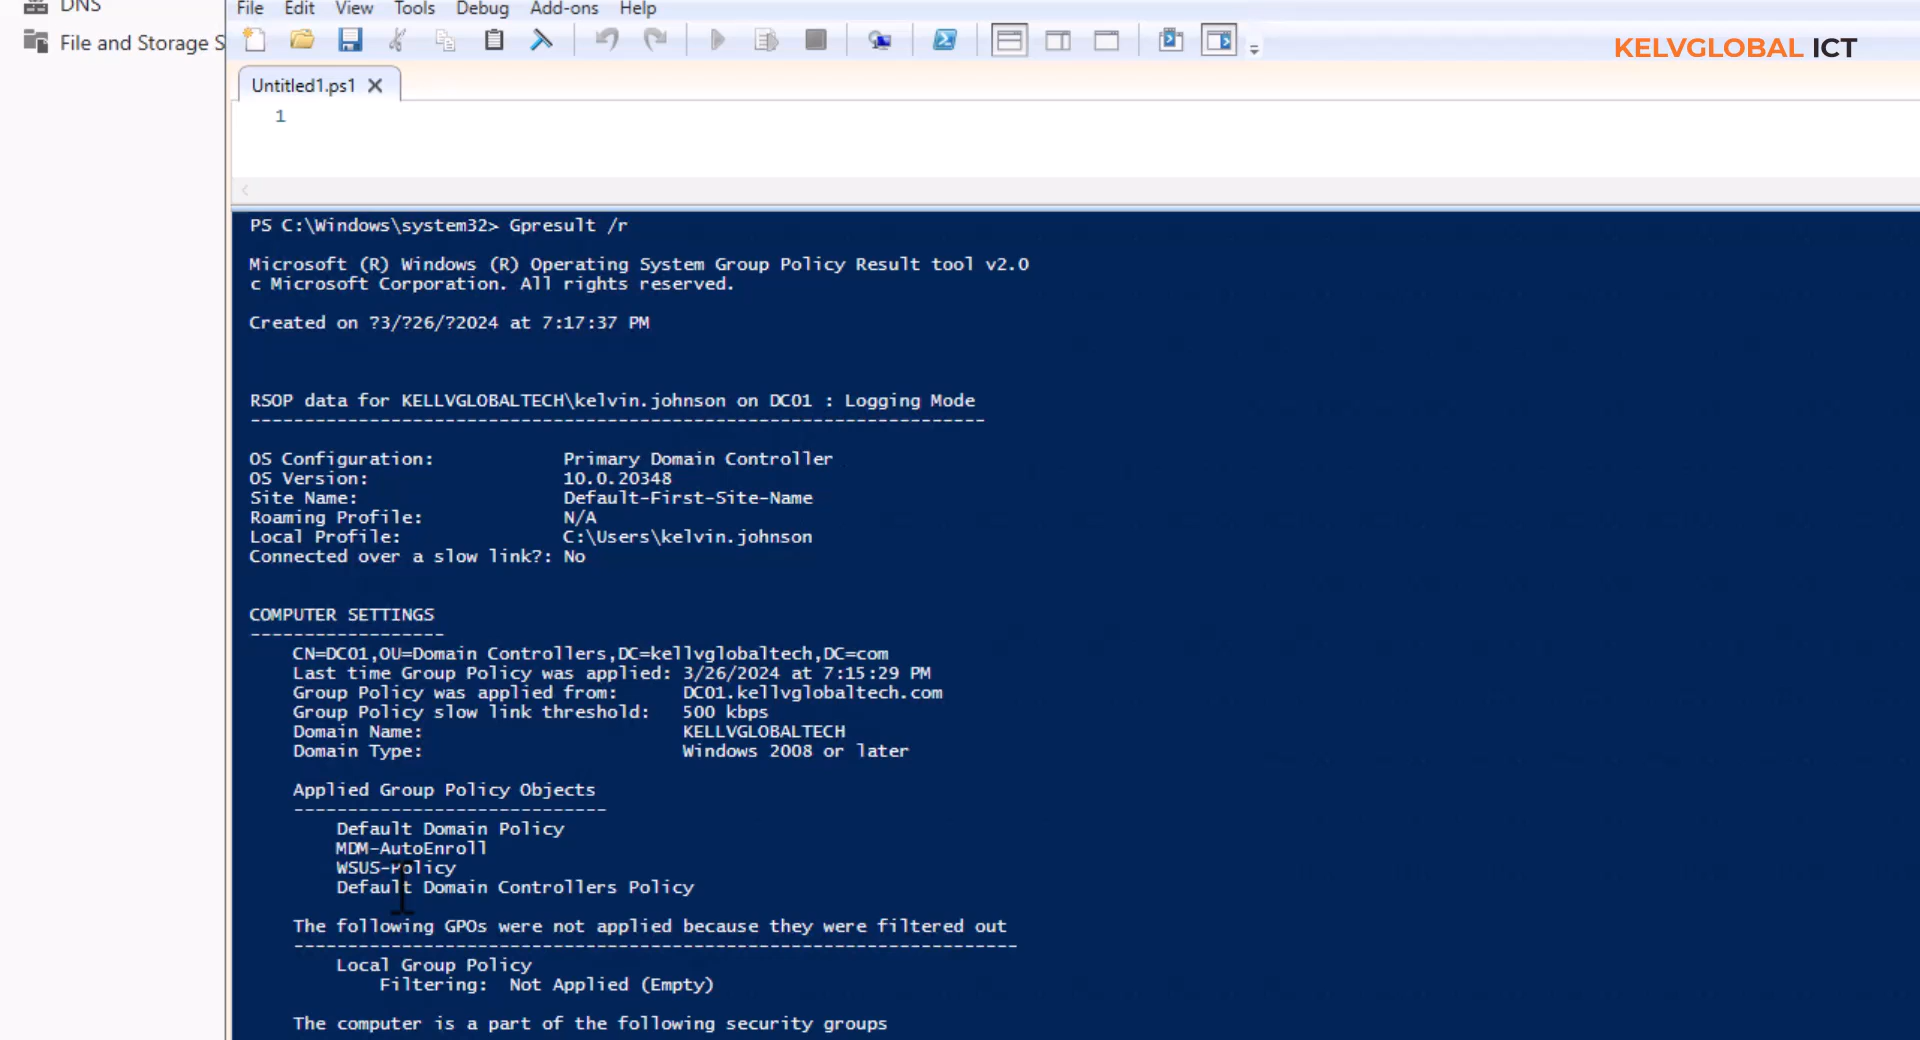 DNS
File and Storage S
File Edit View Tools Debug Add-ons Help
KELVGLOBAL ICT
Untitled1.ps1
1
PS C:\Windows\system32> Gpresult /r
Microsoft (R) Windows (R) Operating System Group Policy Result tool v2.0
c Microsoft Corporation. All rights reserved.
Created on ?3/?26/?2024 at 7:17:37 PM
RSOP data for KELLVGLOBALTECH\kelvin.johnson on DC01 : Logging Mode
--------------------------------------------------------------------
OS Configuration: Primary Domain Controller
OS Version: 10.0.20348
Site Name: Default-First-Site-Name
Roaming Profile: N/A
Local Profile: C:\Users\kelvin.johnson
Connected over a slow link?: No
COMPUTER SETTINGS
------------------
CN=DC01,OU=Domain Controllers,DC=kellvglobaltech,DC=com
Last time Group Policy was applied: 3/26/2024 at 7:15:29 PM
Group Policy was applied from: DC01.kellvglobaltech.com
Group Policy slow link threshold: 500 kbps
Domain Name: KELLVGLOBALTECH
Domain Type: Windows 2008 or later
Applied Group Policy Objects
-----------------------------
Default Domain Policy
MDM-AutoEnroll
WSUS-Policy
Default Domain Controllers Policy
The following GPOs were not applied because they were filtered out
-------------------------------------------------------------------
Local Group Policy
Filtering: Not Applied (Empty)
The computer is a part of the following security groups